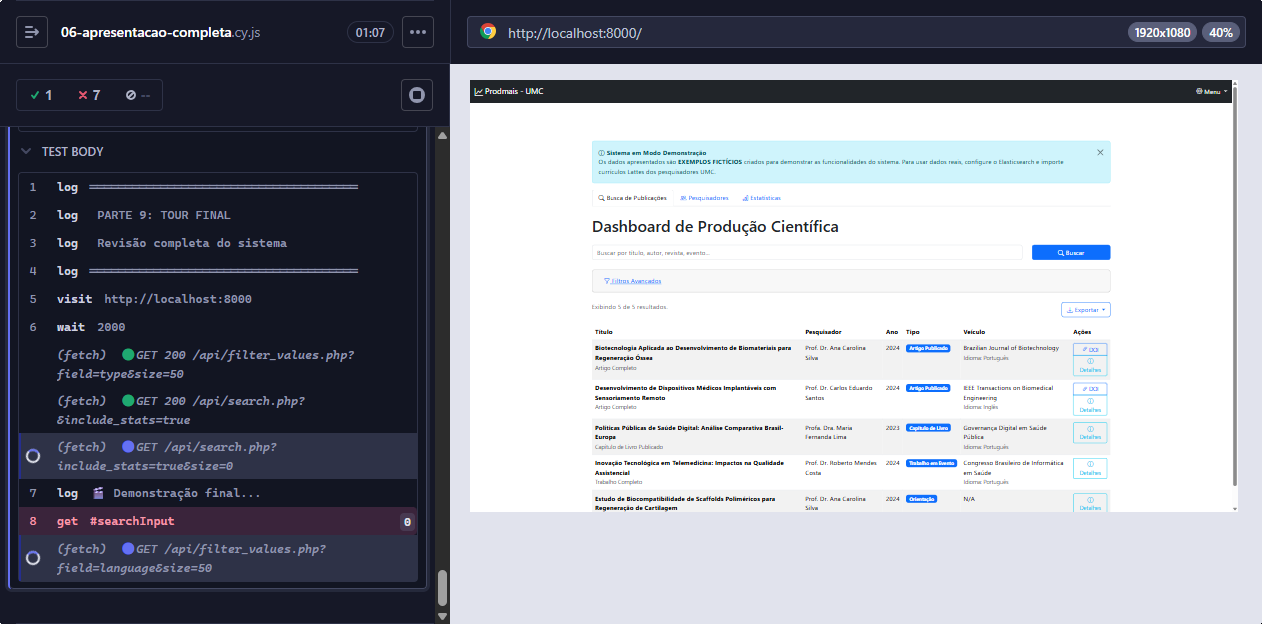 06-apresentacao-completa.cy.js
01:07
1
7
--
TEST BODY
1 log ═══════════════════════════════════════
2 log PARTE 9: TOUR FINAL
3 log Revisão completa do sistema
4 log ═══════════════════════════════════════
5 visit http://localhost:8000
6 wait 2000
(fetch) GET 200 /api/filter_values.php?
field=type&size=50
(fetch) GET 200 /api/search.php?
&include_stats=true
(fetch) GET /api/search.php?
include_stats=true&size=0
7 log 🎬 Demonstração final...
8 get #searchInput 0
(fetch) GET /api/filter_values.php?
field=language&size=50
http://localhost:8000/
1920x1080
40%
Prodmais - UMC
Menu
Sistema em Modo Demonstração
Os dados apresentados são EXEMPLOS FICTÍCIOS criados para demonstrar as funcionalidades do sistema. Para usar dados reais, configure o Elasticsearch e importe
currículos Lattes dos pesquisadores UMC.
Busca de Publicações Pesquisadores Estatísticas
Dashboard de Produção Científica
Buscar por título, autor, revista, evento...
Buscar
Filtros Avançados
Exibindo 5 de 5 resultados
Exportar
Título Pesquisador Ano Tipo Veículo Ações
Biotecnologia Aplicada ao Desenvolvimento de Biomateriais para Prof. Dr. Ana Carolina 2024 Artigo Publicado Brazilian Journal of Biotechnology DOI
Regeneração Óssea Silva Idioma: Português
Artigo Completo Detalhes
Desenvolvimento de Dispositivos Médicos Implantáveis com Prof. Dr. Carlos Eduardo 2024 Artigo Publicado IEEE Transactions on Biomedical DOI
Sensoriamento Remoto Santos Engineering
Artigo Completo Idioma: Inglês Detalhes
Políticas Públicas de Saúde Digital: Análise Comparativa Brasil- Profa. Dra. Maria 2023 Capítulo de Livro Governança Digital em Saúde
Europa Fernanda Lima Pública Detalhes
Capítulo de Livro Publicado Idioma: Português
Inovação Tecnológica em Telemedicina: Impactos na Qualidade Prof. Dr. Roberto Mendes 2024 Trabalho em Evento Congresso Brasileiro de Informática
Assistencial Costa em Saúde Detalhes
Trabalho Completo Idioma: Português
Estudo de Biocompatibilidade de Scaffolds Poliméricos para Prof. Dr. Ana Carolina 2024 Orientação N/A
Regeneração de Cartilagem Silva Detalhes